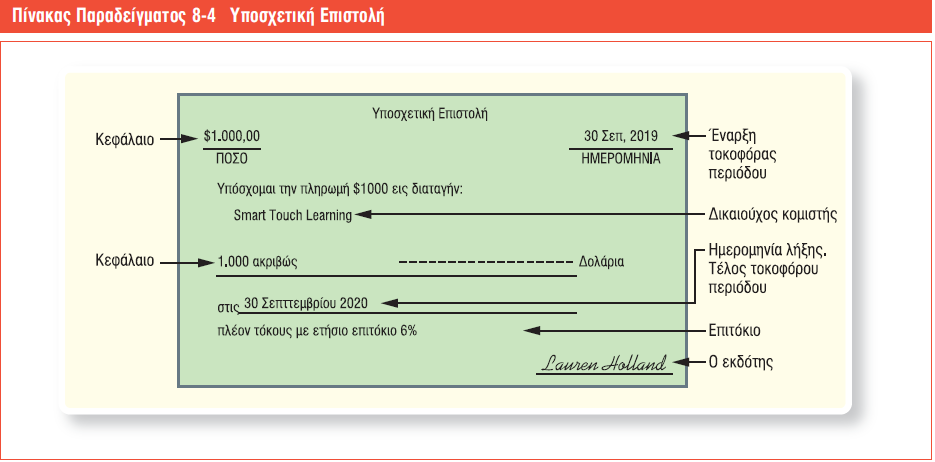 Πίνακας Παραδείγματος 8-4 Υποσχετική Επιστολή
Υποσχετική Επιστολή
Κεφάλαιο
$1.000,00
ΠΟΣΟ
30 Σεπ, 2019
ΗΜΕΡΟΜΗΝΙΑ
Έναρξη
τοκοφόρας
περιόδου
Υπόσχομαι την πληρωμή $1000 εις διαταγήν:
Smart Touch Learning
Δικαιούχος κομιστής
Κεφάλαιο
1.000 ακριβώς ---------------- Δολάρια
Ημερομηνία λήξης.
Τέλος τοκοφόρου
περιόδου
στις 30 Σεπττεμβρίου 2020
πλέον τόκους με ετήσιο επιτόκιο 6%
Επιτόκιο
Lauren Holland
Ο εκδότης